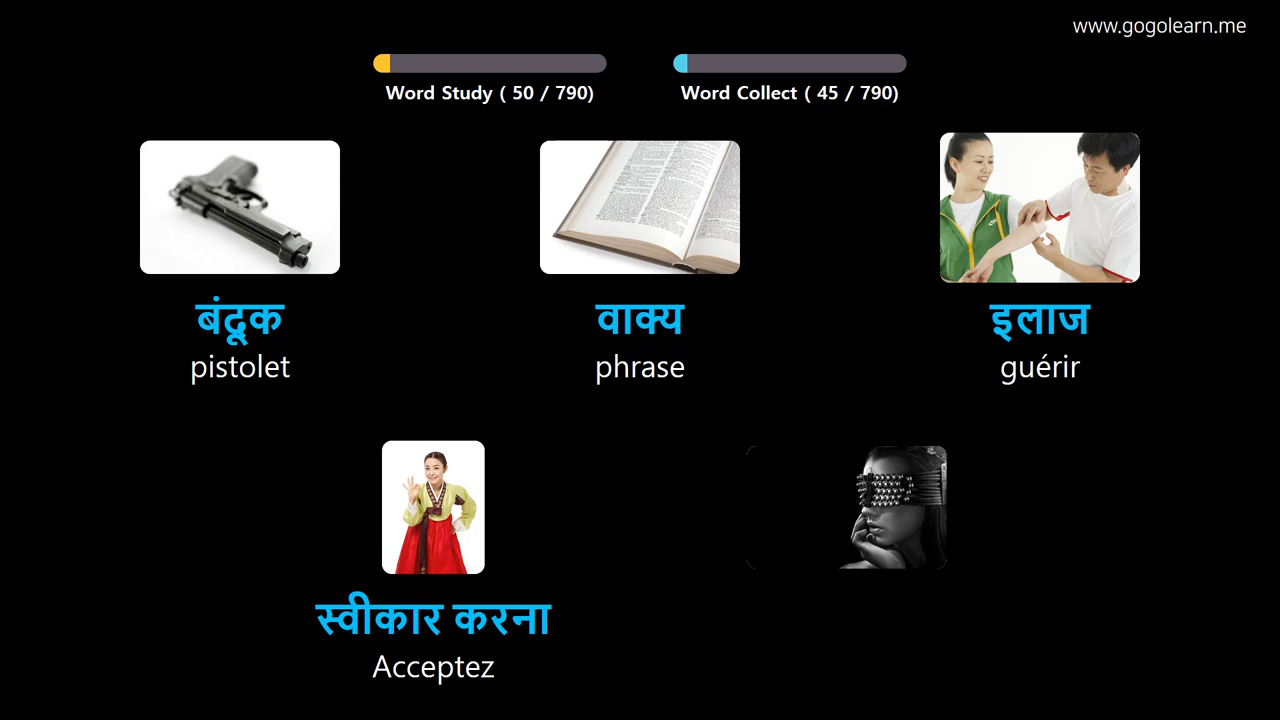 www.gogolearn.me
Word Study ( 50 / 790)
Word Collect ( 45 / 790)
बंदूक
वाक्य
इलाज
pistolet
phrase
guérir
स्वीकार करना
Acceptez